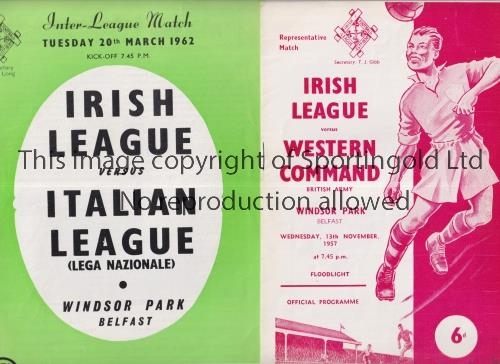 Inter-League Match
TUESDAY 20th MARCH 1962
KICK-OFF 7.45 P.M.
IRISH
LEAGUE
VERSUS
ITALIAN
LEAGUE
(LEGA NAZIONALE)
WINDSOR PARK
BELFAST
Long
Representative
Match
Secretary, T. J. Gibb
IRISH
LEAGUE
versus
WESTERN
COMMAND
BRITISH ARMY
WINDSOR PARK
BELFAST
WEDNESDAY, 13th NOVEMBER,
1957
at 7.45 p.m.
FLOODLIGHT
OFFICIAL PROGRAMME
6d
This image copyright of Sportingold Ltd
No reproduction allowed